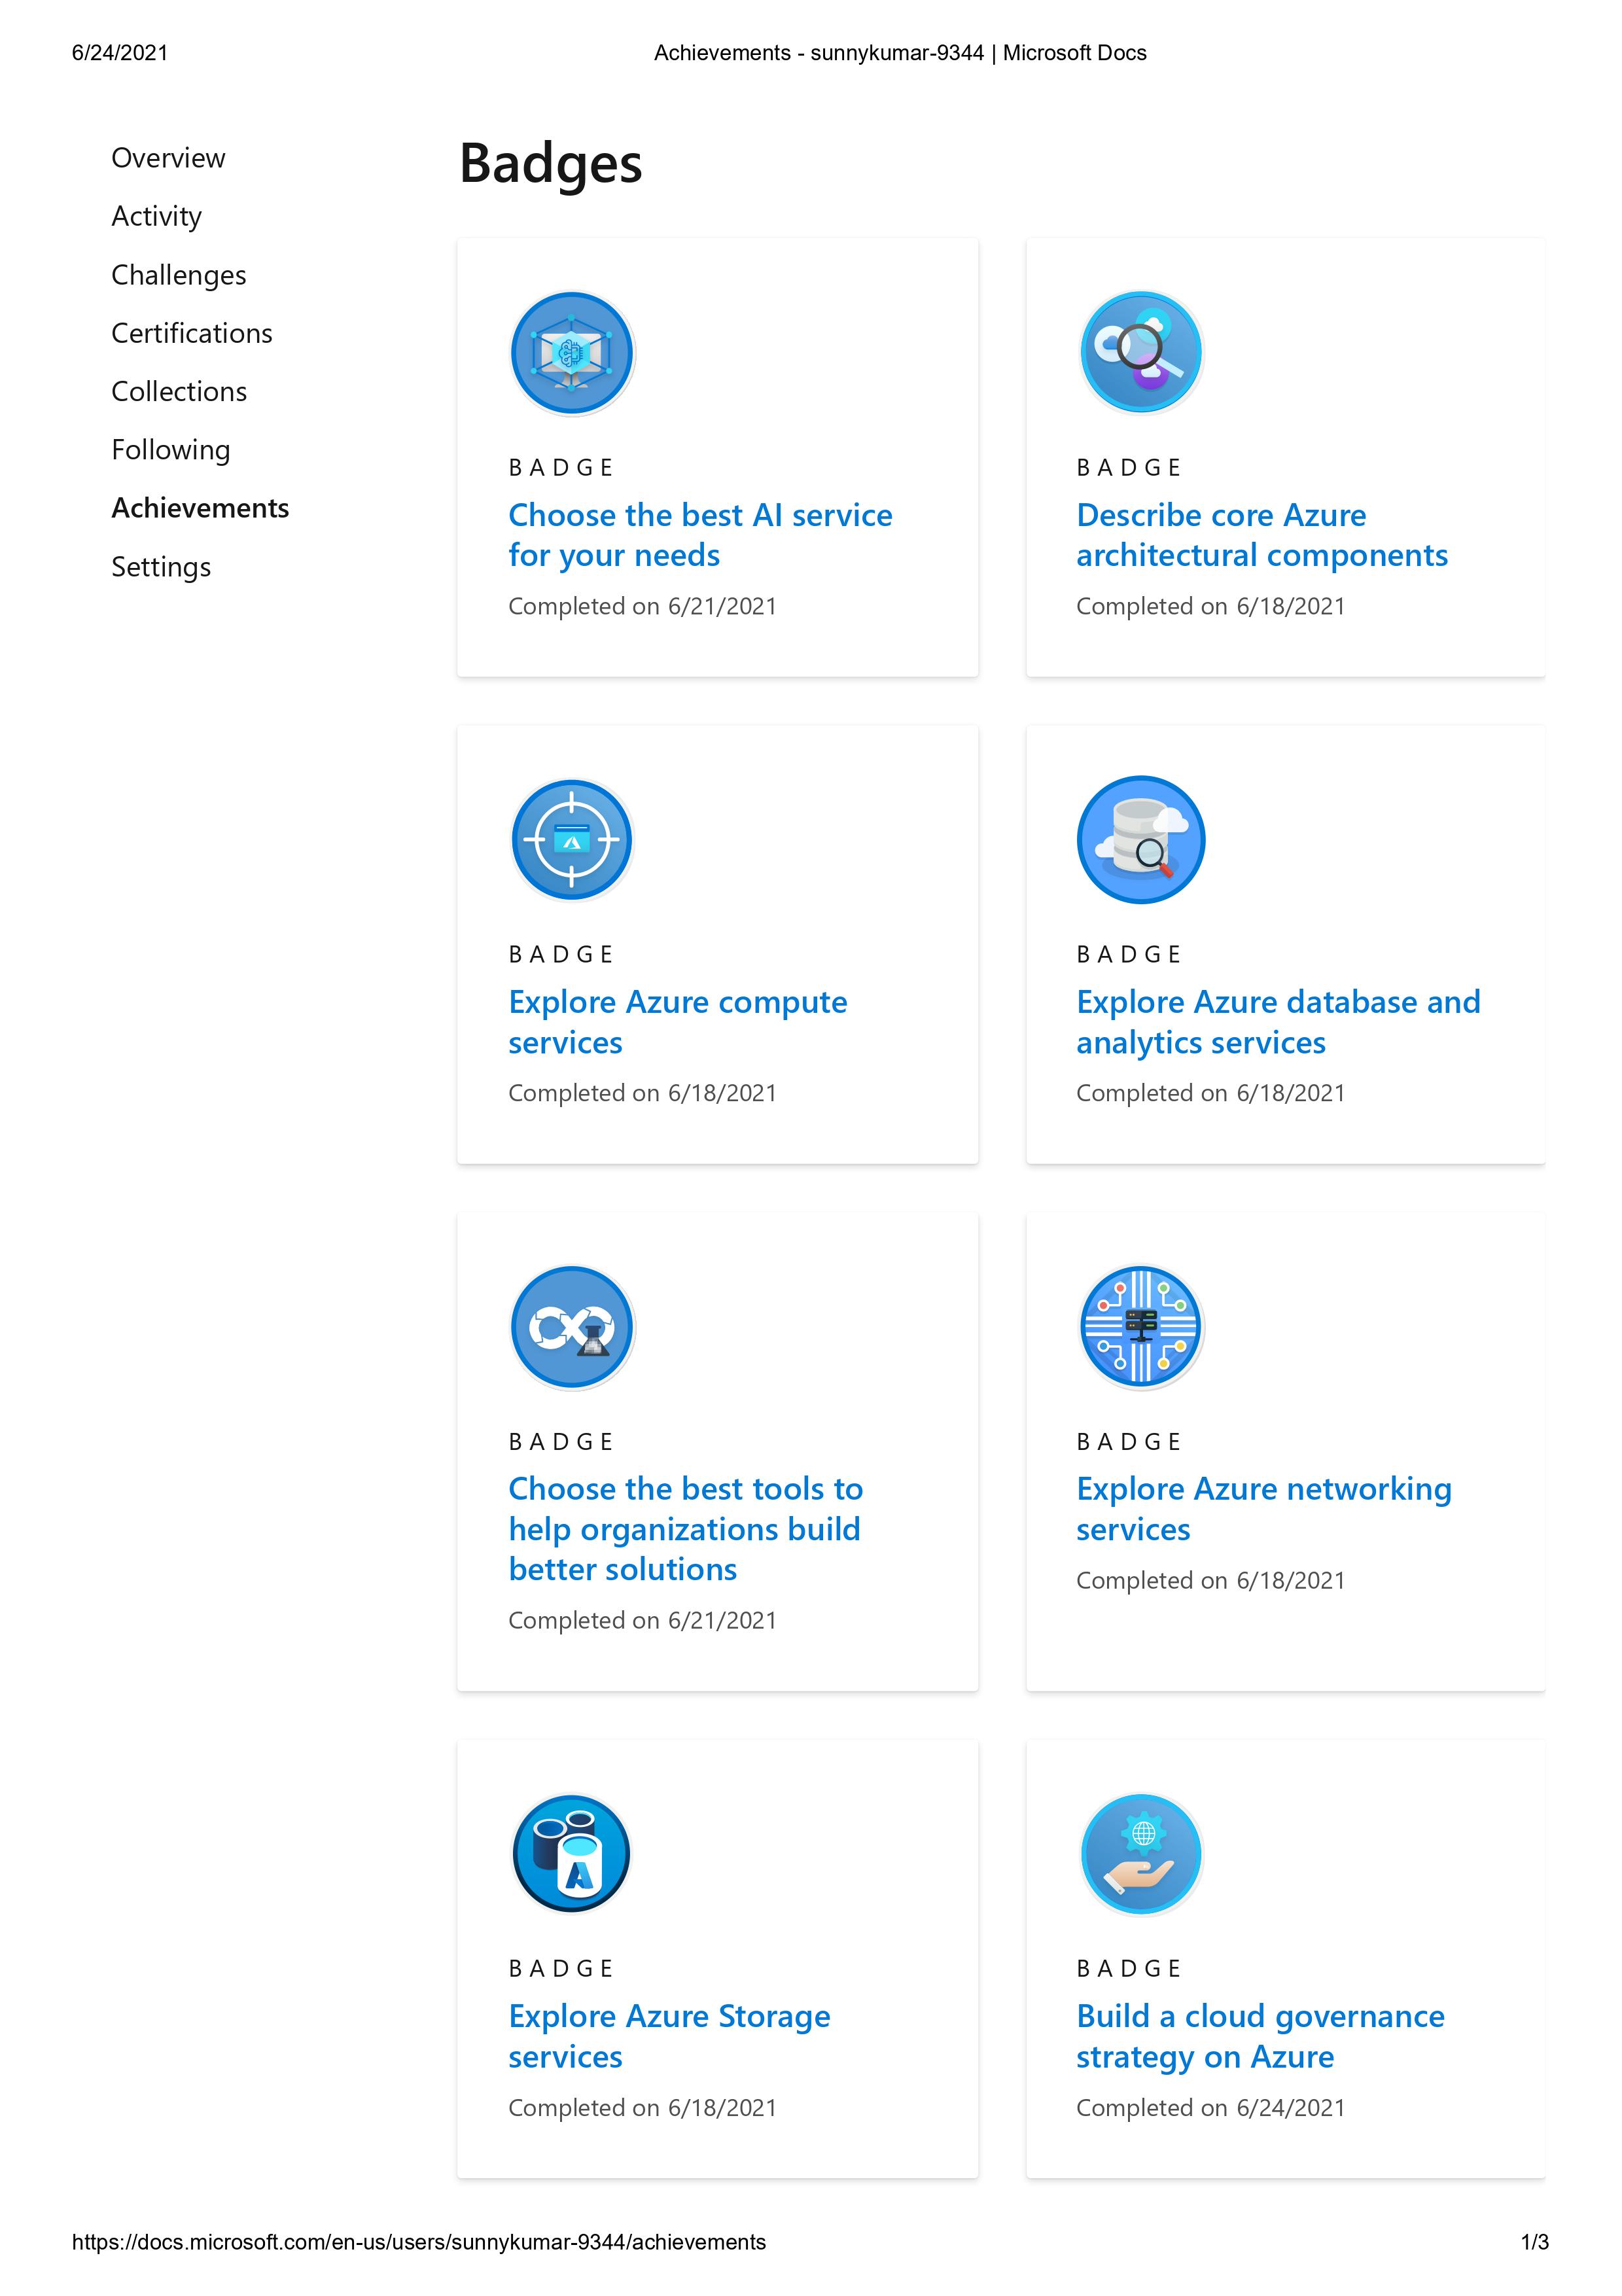 6/24/2021
Achievements - sunnykumar-9344 | Microsoft Docs
Overview
Activity
Challenges
Certifications
Collections
Following
Achievements
Settings
Badges
BADGE
Choose the best AI service
for your needs
Completed on 6/21/2021
BADGE
Describe core Azure
architectural components
Completed on 6/18/2021
BADGE
Explore Azure compute
services
Completed on 6/18/2021
BADGE
Explore Azure database and
analytics services
Completed on 6/18/2021
BADGE
Choose the best tools to
help organizations build
better solutions
Completed on 6/21/2021
BADGE
Explore Azure networking
services
Completed on 6/18/2021
BADGE
Explore Azure Storage
services
Completed on 6/18/2021
BADGE
Build a cloud governance
strategy on Azure
Completed on 6/24/2021
https://docs.microsoft.com/en-us/users/sunnykumar-9344/achievements
1/3